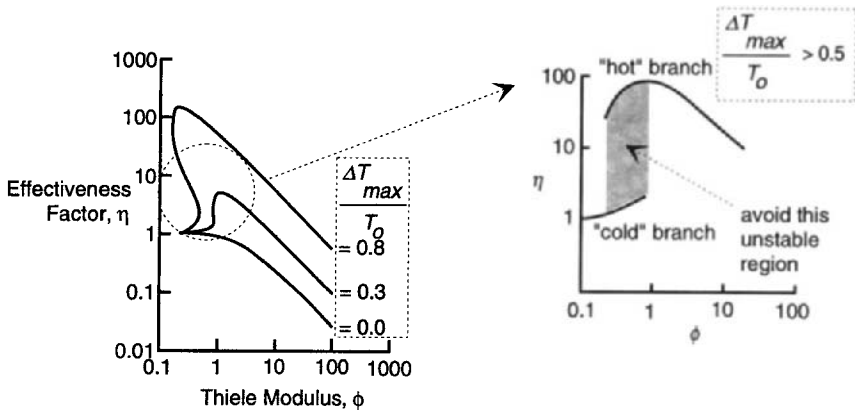 1000
100
10
Effectiveness
Factor, η
1
0.1
0.01
0.1 1 10 100 1000
Thiele Modulus, ϕ
ΔT
max
T
o
= 0.8
= 0.3
= 0.0
ΔT
max
T
o
> 0.5
"hot" branch
100
10
η
1
"cold" branch
avoid this
unstable
region
0.1 1 10 100
ϕ